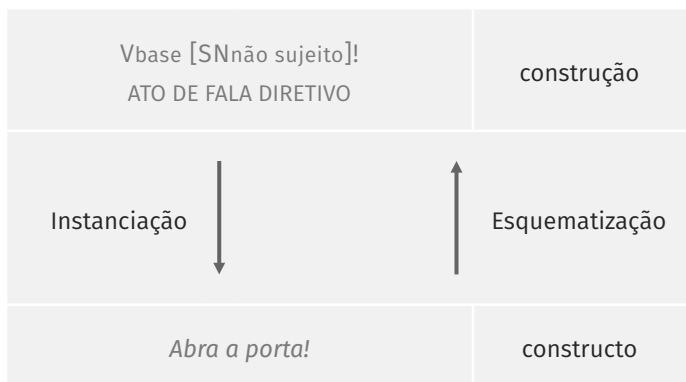 Vbase [SNnão sujeito]!
ATO DE FALA DIRETIVO
construção
Instanciação
Esquematização
Abra a porta!
constructo